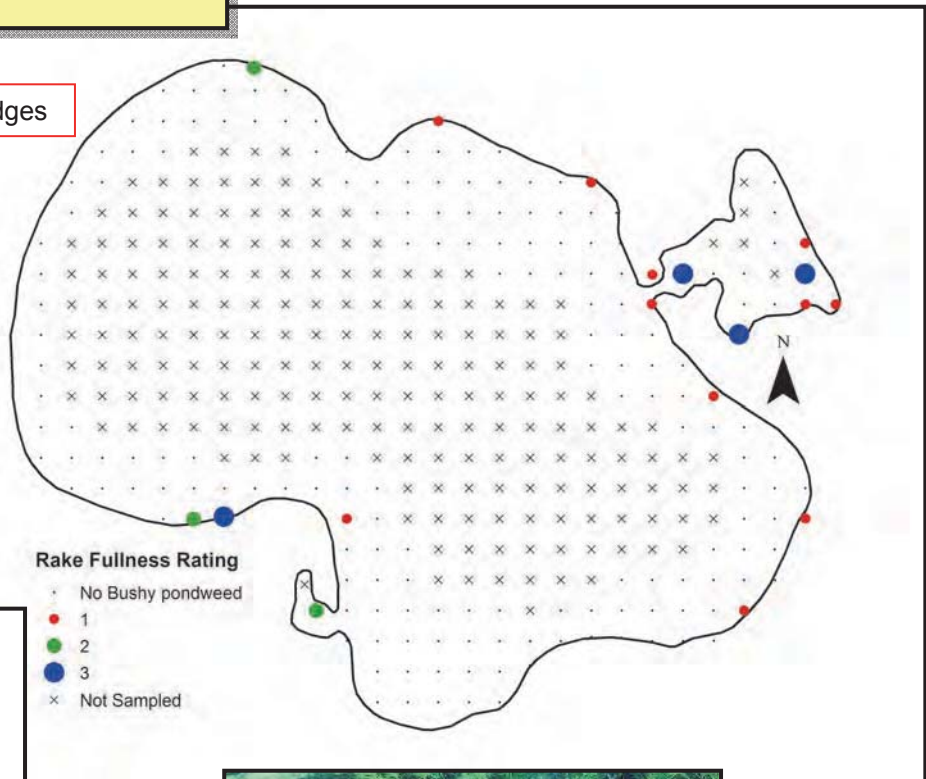 dges
N
Rake Fullness Rating
No Bushy pondweed
1
2
3
Not Sampled